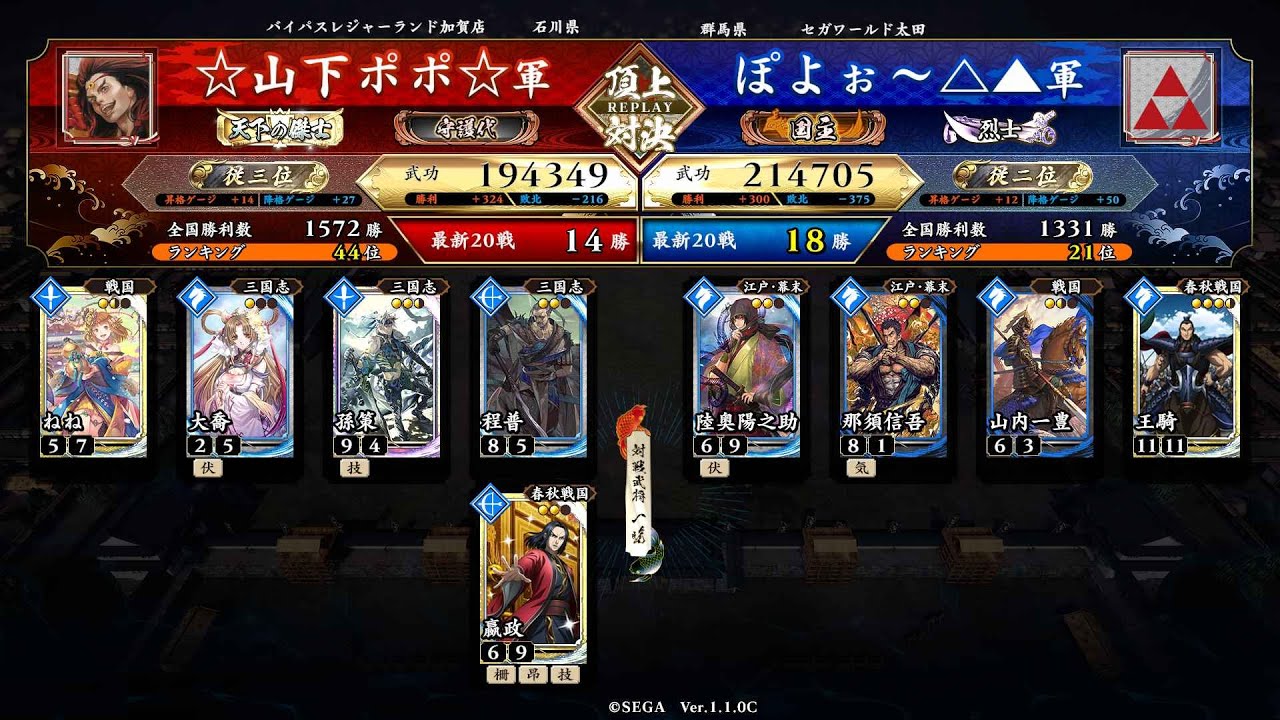 バイパスレジャーランド加賀店 石川県
群馬県 セガワールド太田
☆山下ポポ☆軍
頂上
REPLAY
対決
ぽよぉ～△▲軍
天下の傑士
守護代
国主
烈士
従三位
昇格ゲージ +14 降格ゲージ +27
武功 194349
勝利 +324 敗北 -216
武功 214705
勝利 +300 敗北 -375
従二位
昇格ゲージ +12 降格ゲージ +50
全国勝利数 1572勝
ランキング 44位
最新20戦 14勝
最新20戦 18勝
全国勝利数 1331勝
ランキング 21位
戦国
ねね
5 7
三国志
大喬
2 5
伏
三国志
孫策
9 4
技
三国志
程普
8 5
江戸・幕末
陸奥陽之助
6 9
伏
江戸・幕末
那須信吾
8 1
気
戦国
山内一豊
6 3
春秋戦国
王騎
11 11
対戦武将一覧
春秋戦国
嬴政
6 9
柵 昂 技
©SEGA Ver.1.1.0C